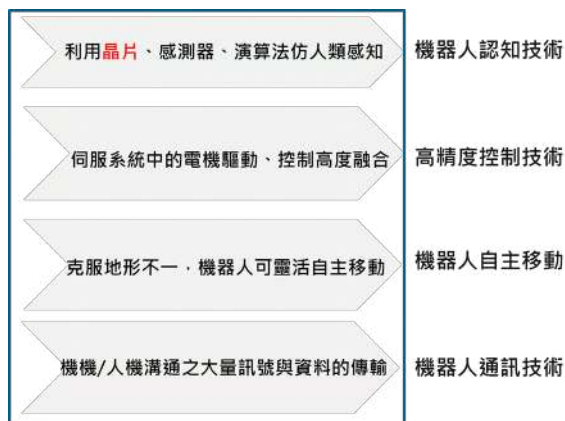 利用晶片、感測器、演算法仿人類感知
機器人認知技術
伺服系統中的電機驅動、控制高度融合
高精度控制技術
克服地形不一，機器人可靈活自主移動
機器人自主移動
機機/人機溝通之大量訊號與資料的傳輸
機器人通訊技術